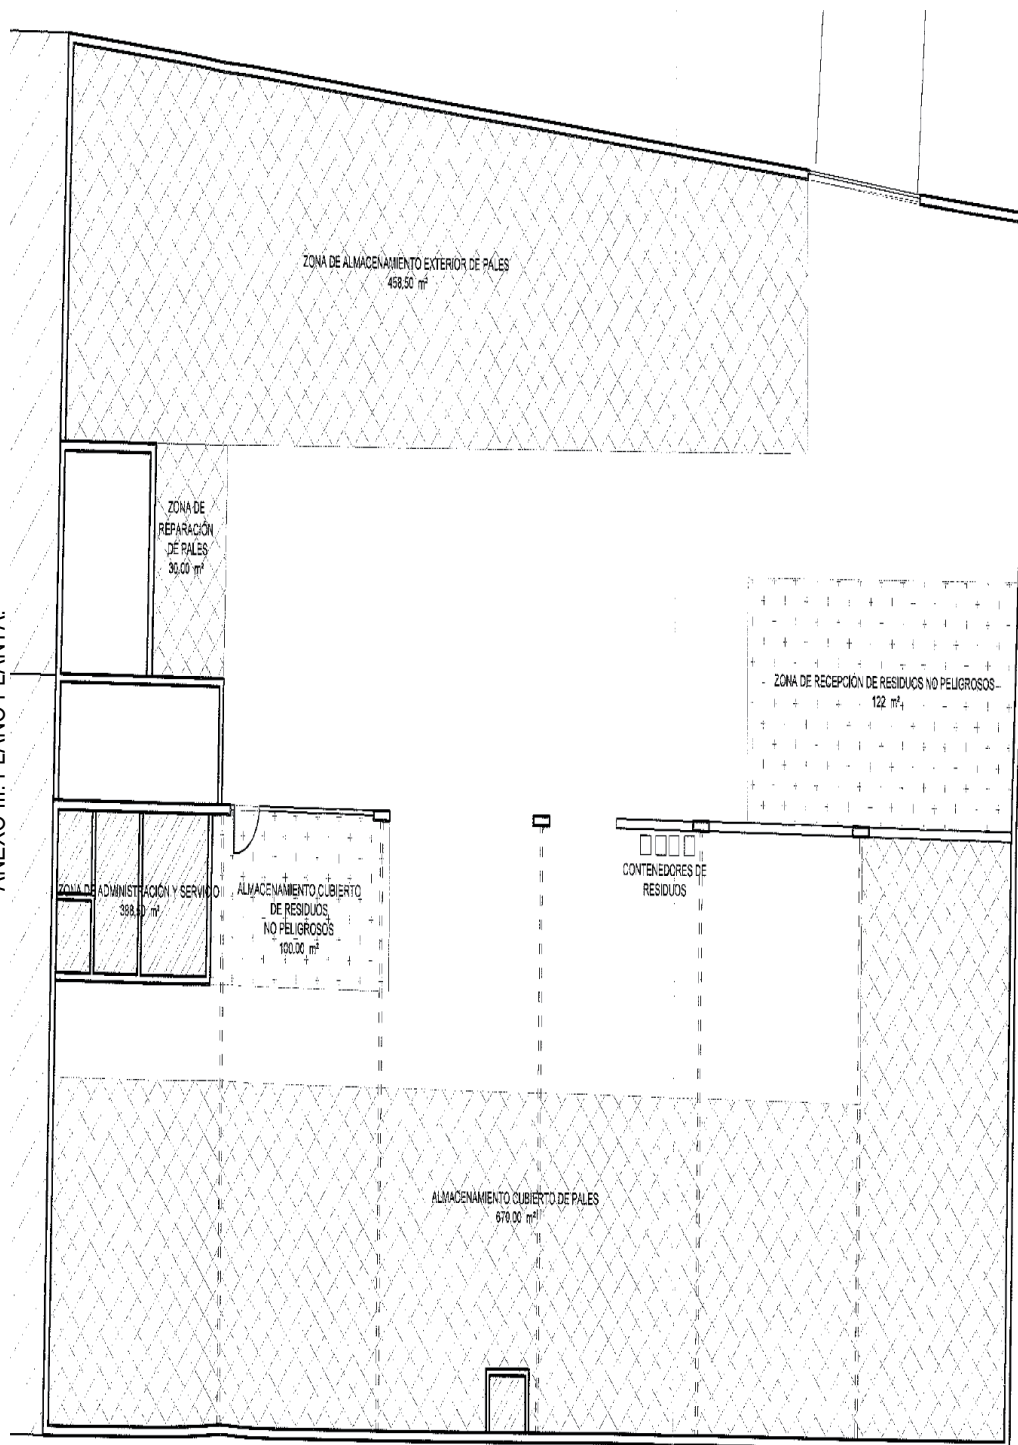 ZONA DE ALMACENAMIENTO EXTERIOR DE PALES
458,50 m²
ZONA DE
REPARACIÓN
DE PALES
30,00 m²
ZONA DE RECEPCIÓN DE RESIDUOS NO PELIGROSOS
122 m²
ANEXO III. PLANO PLANTA.
CONTENEDORES DE
RESIDUOS
ZONA DE ADMINISTRACIÓN Y SERVICIO
m²
ALMACENAMIENTO CUBIERTO
DE RESIDUOS
NO PELIGROSOS
100.00 m²
ALMACENAMIENTO CUBIERTO DE PALES
670.00 m²